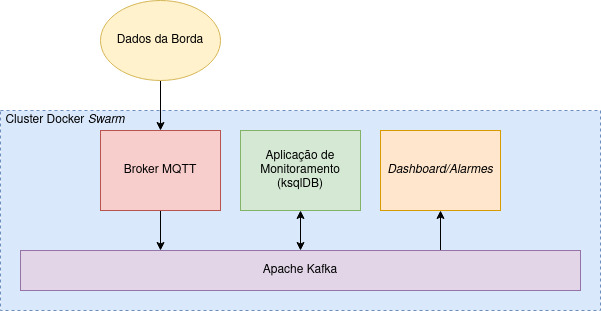 Dados da Borda
Cluster Docker Swarm
Broker MQTT
Aplicação de
Monitoramento
(ksqlDB)
Dashboard/Alarmes
Apache Kafka